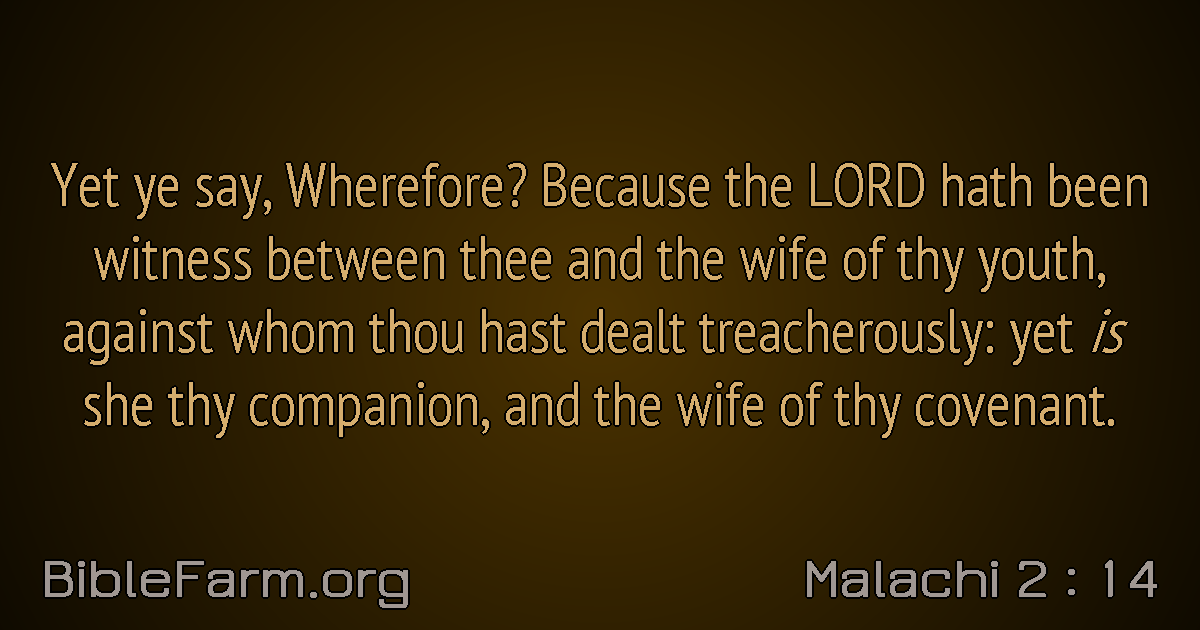 Yet ye say, Wherefore? Because the LORD hath been
witness between thee and the wife of thy youth,
against whom thou hast dealt treacherously: yet is
she thy companion, and the wife of thy covenant.
BibleFarm.org
Malachi 2 : 14